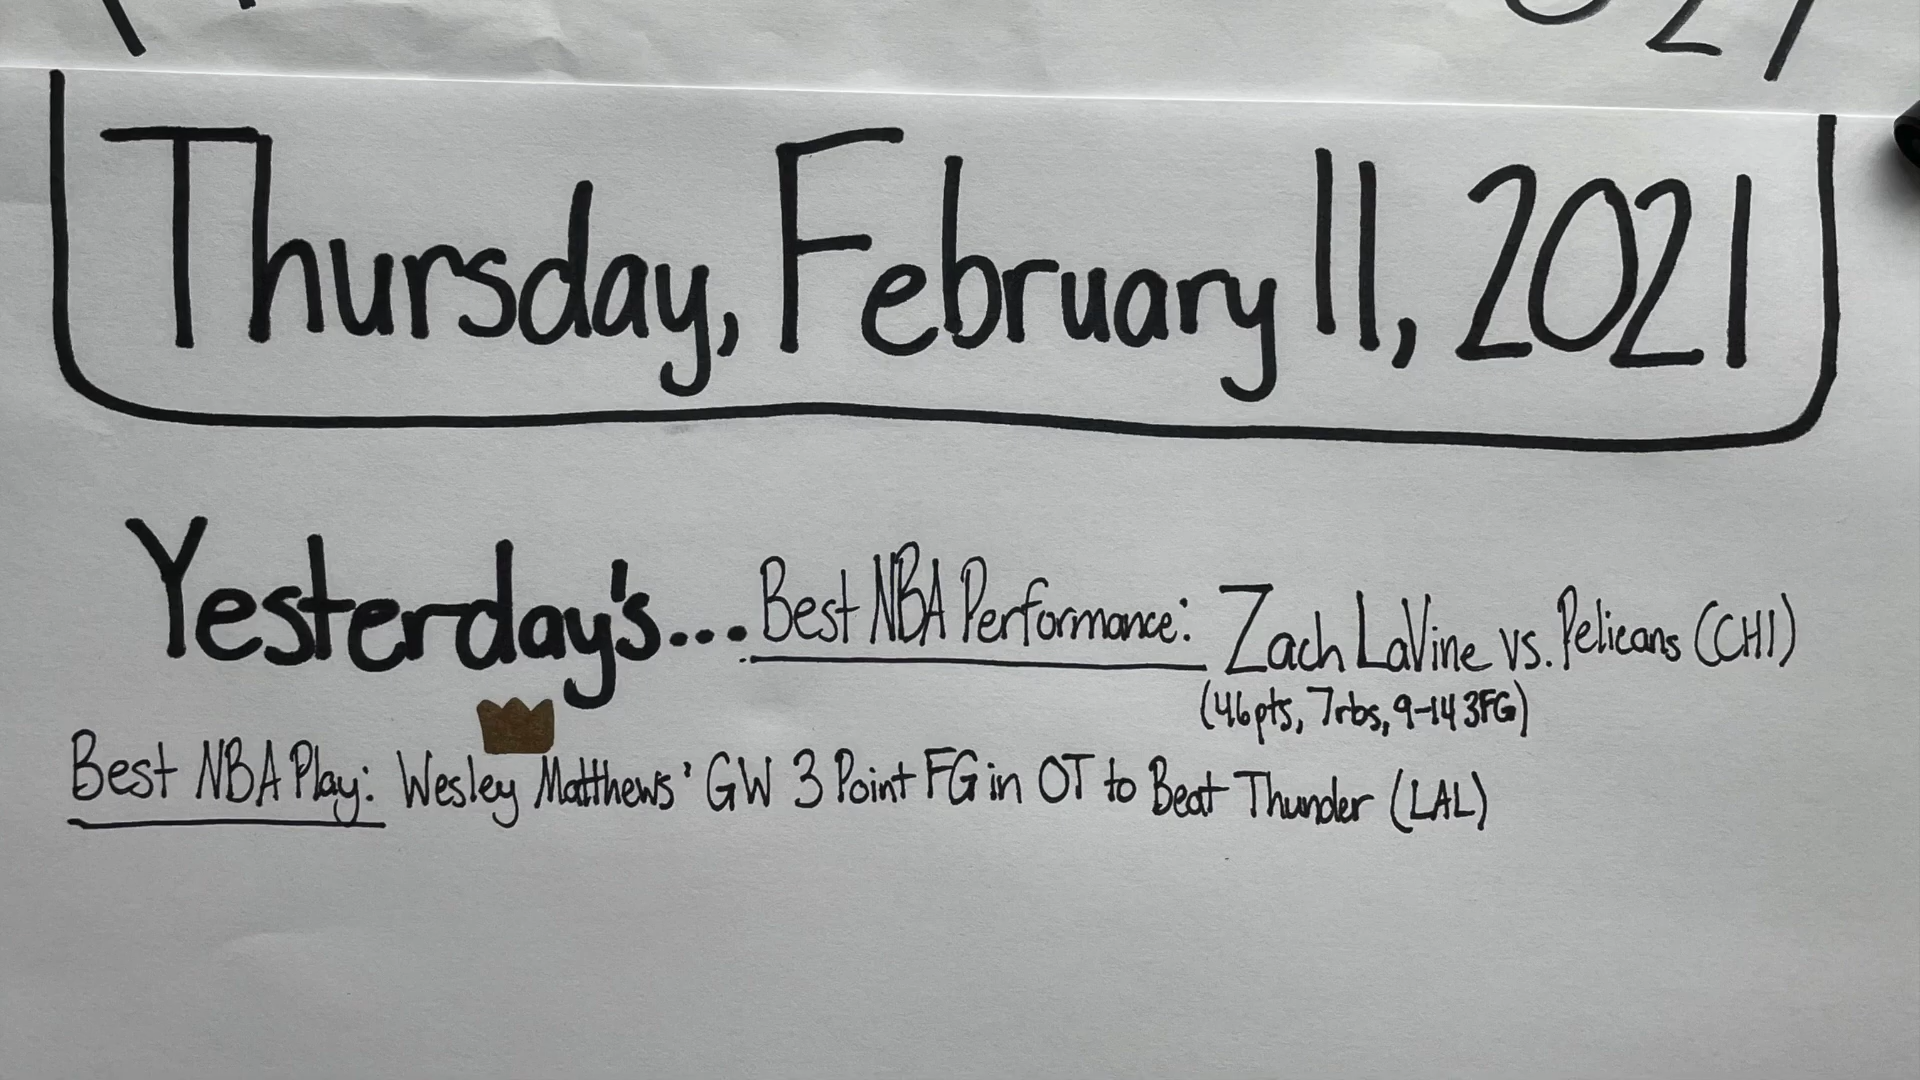 Thursday, February 11, 2021
Yesterday's... Best NBA Performance: Zach LaVine vs. Pelicans (CHI)
(46pts, 7rbs, 9-14 3FG)
Best NBA Play: Wesley Matthews' GW 3 Point FG in OT to Beat Thunder (LAL)